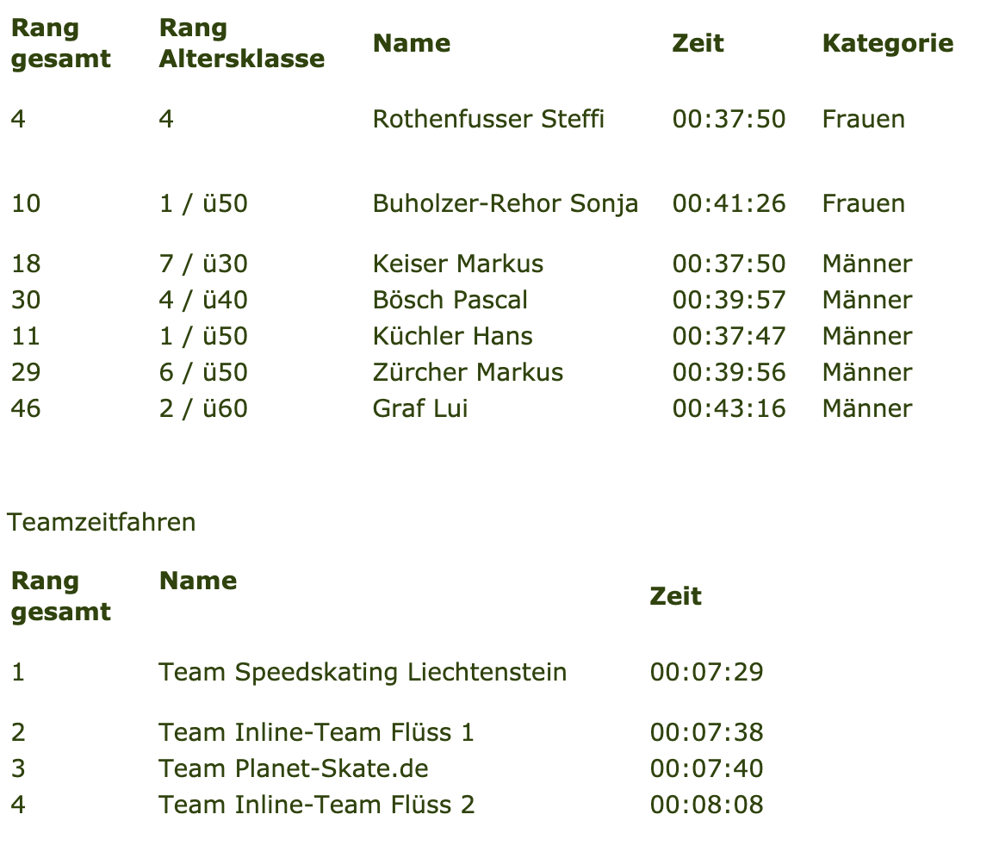 Rang gesamt Rang Altersklasse Name Zeit Kategorie
4 4 Rothenfusser Steffi 00:37:50 Frauen
10 1 / ü50 Buholzer-Rehor Sonja 00:41:26 Frauen
18 7 / ü30 Keiser Markus 00:37:50 Männer
30 4 / ü40 Bösch Pascal 00:39:57 Männer
11 1 / ü50 Küchler Hans 00:37:47 Männer
29 6 / ü50 Zürcher Markus 00:39:56 Männer
46 2 / ü60 Graf Lui 00:43:16 Männer
Teamzeitfahren
Rang gesamt Name Zeit
1 Team Speedskating Liechtenstein 00:07:29
2 Team Inline-Team Flüss 1 00:07:38
3 Team Planet-Skate.de 00:07:40
4 Team Inline-Team Flüss 2 00:08:08